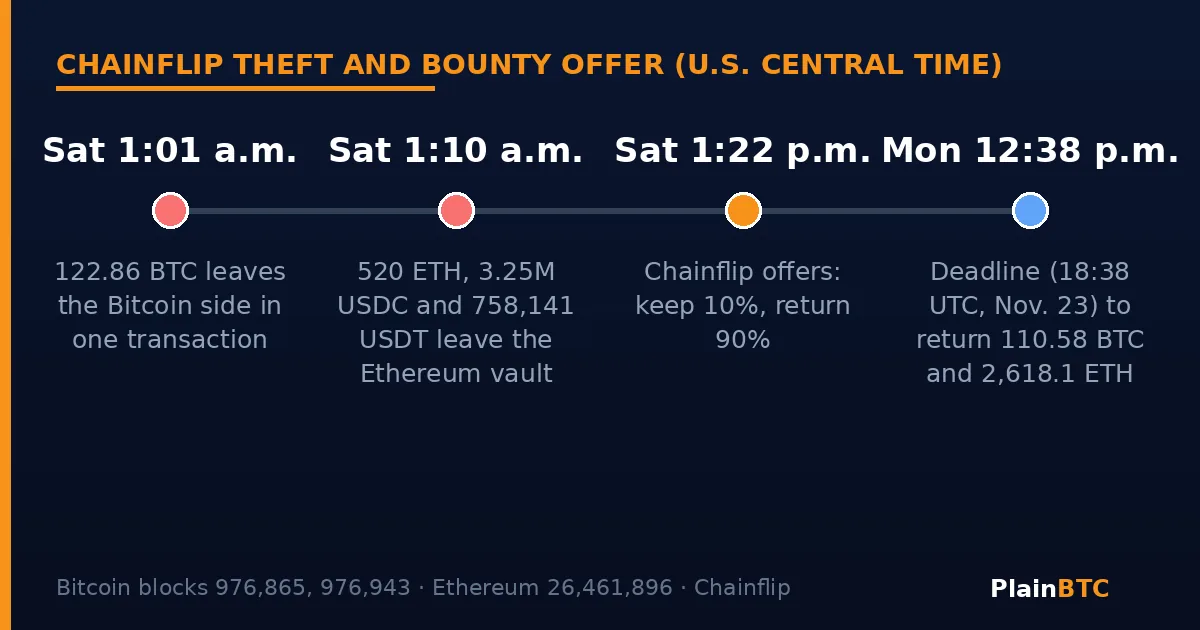 CHAINFLIP THEFT AND BOUNTY OFFER (U.S. CENTRAL TIME)
Sat 1:01 a.m.
122.86 BTC leaves
the Bitcoin side in
one transaction
Sat 1:10 a.m.
520 ETH, 3.25M
USDC and 758,141
USDT leave the
Ethereum vault
Sat 1:22 p.m.
Chainflip offers:
keep 10%, return
90%
Mon 12:38 p.m.
Deadline (18:38
UTC, Nov. 23) to
return 110.58 BTC
and 2,618.1 ETH
Bitcoin blocks 976,865, 976,943 · Ethereum 26,461,896 · Chainflip
PlainBTC